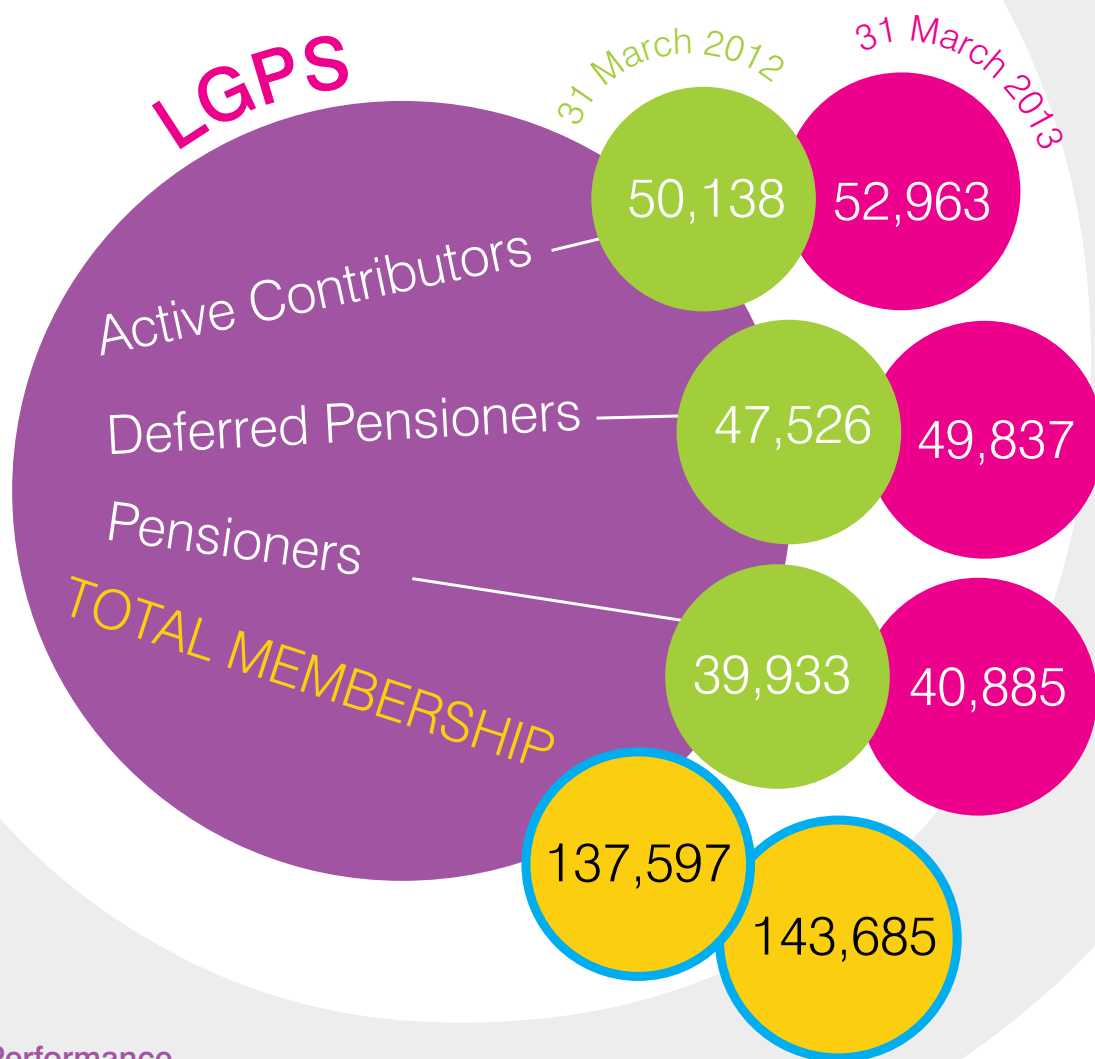 LGPS
31 March 2012
31 March 2013
Active Contributors
50,138
52,963
Deferred Pensioners
47,526
49,837
Pensioners
39,933
40,885
TOTAL MEMBERSHIP
137,597
143,685
Performance